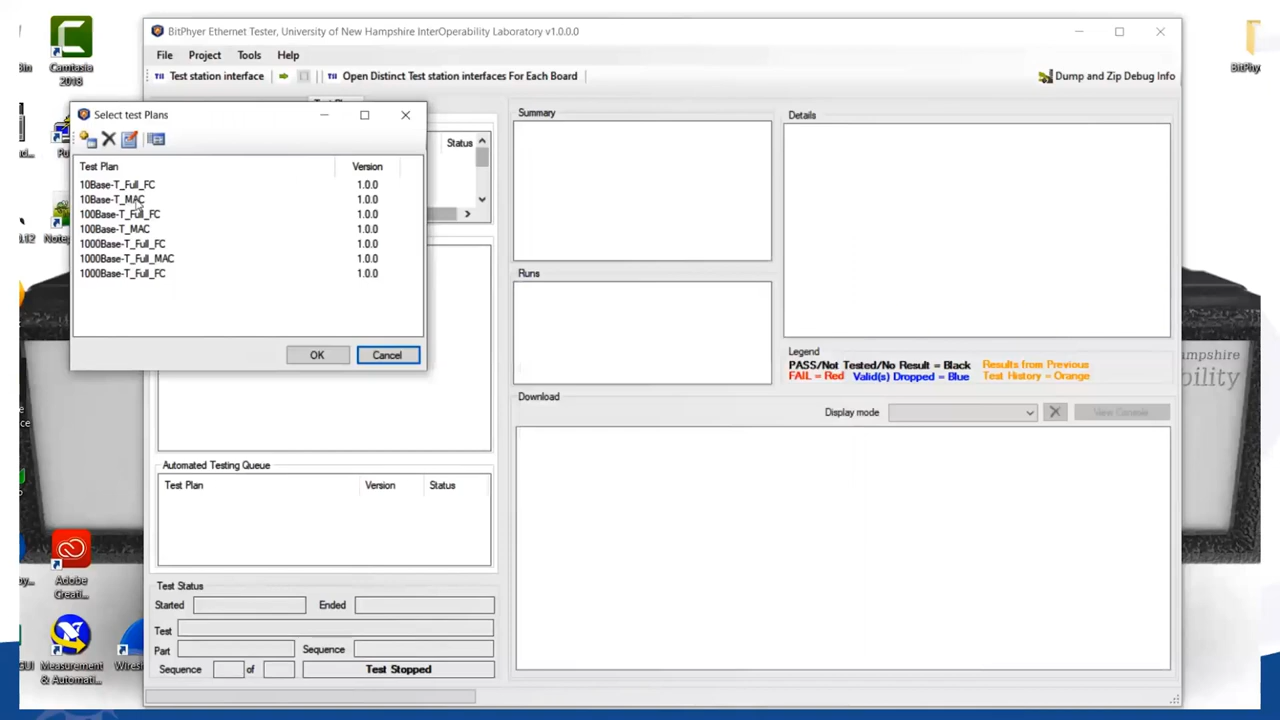 Camtasia
2018
BitPhyer Ethernet Tester, University of New Hampshire InterOperability Laboratory v1.0.0.0
File Project Tools Help
Test station interface
Open Distinct Test station interfaces For Each Board
Dump and Zip Debug Info
BitPhy...
Select test Plans
Test Plan Version
10Base-T_Full_FC 1.0.0
10Base-T_MAC 1.0.0
100Base-T_Full_FC 1.0.0
100Base-T_MAC 1.0.0
1000Base-T_Full_FC 1.0.0
1000Base-T_Full_MAC 1.0.0
1000Base-T_Full_FC 1.0.0
OK Cancel
Status
Summary
Details
Runs
Legend
PASS/Not Tested/No Result = Black
FAIL = Red Valid(s) Dropped = Blue
Results from Previous
Test History = Orange
Download
Display mode
View Console
Automated Testing Queue
Test Plan Version Status
Test Status
Started Ended
Test
Part Sequence
Sequence of Test Stopped
Adobe
Creati...
Measurement
& Automati...
Wires
mpshire
bility